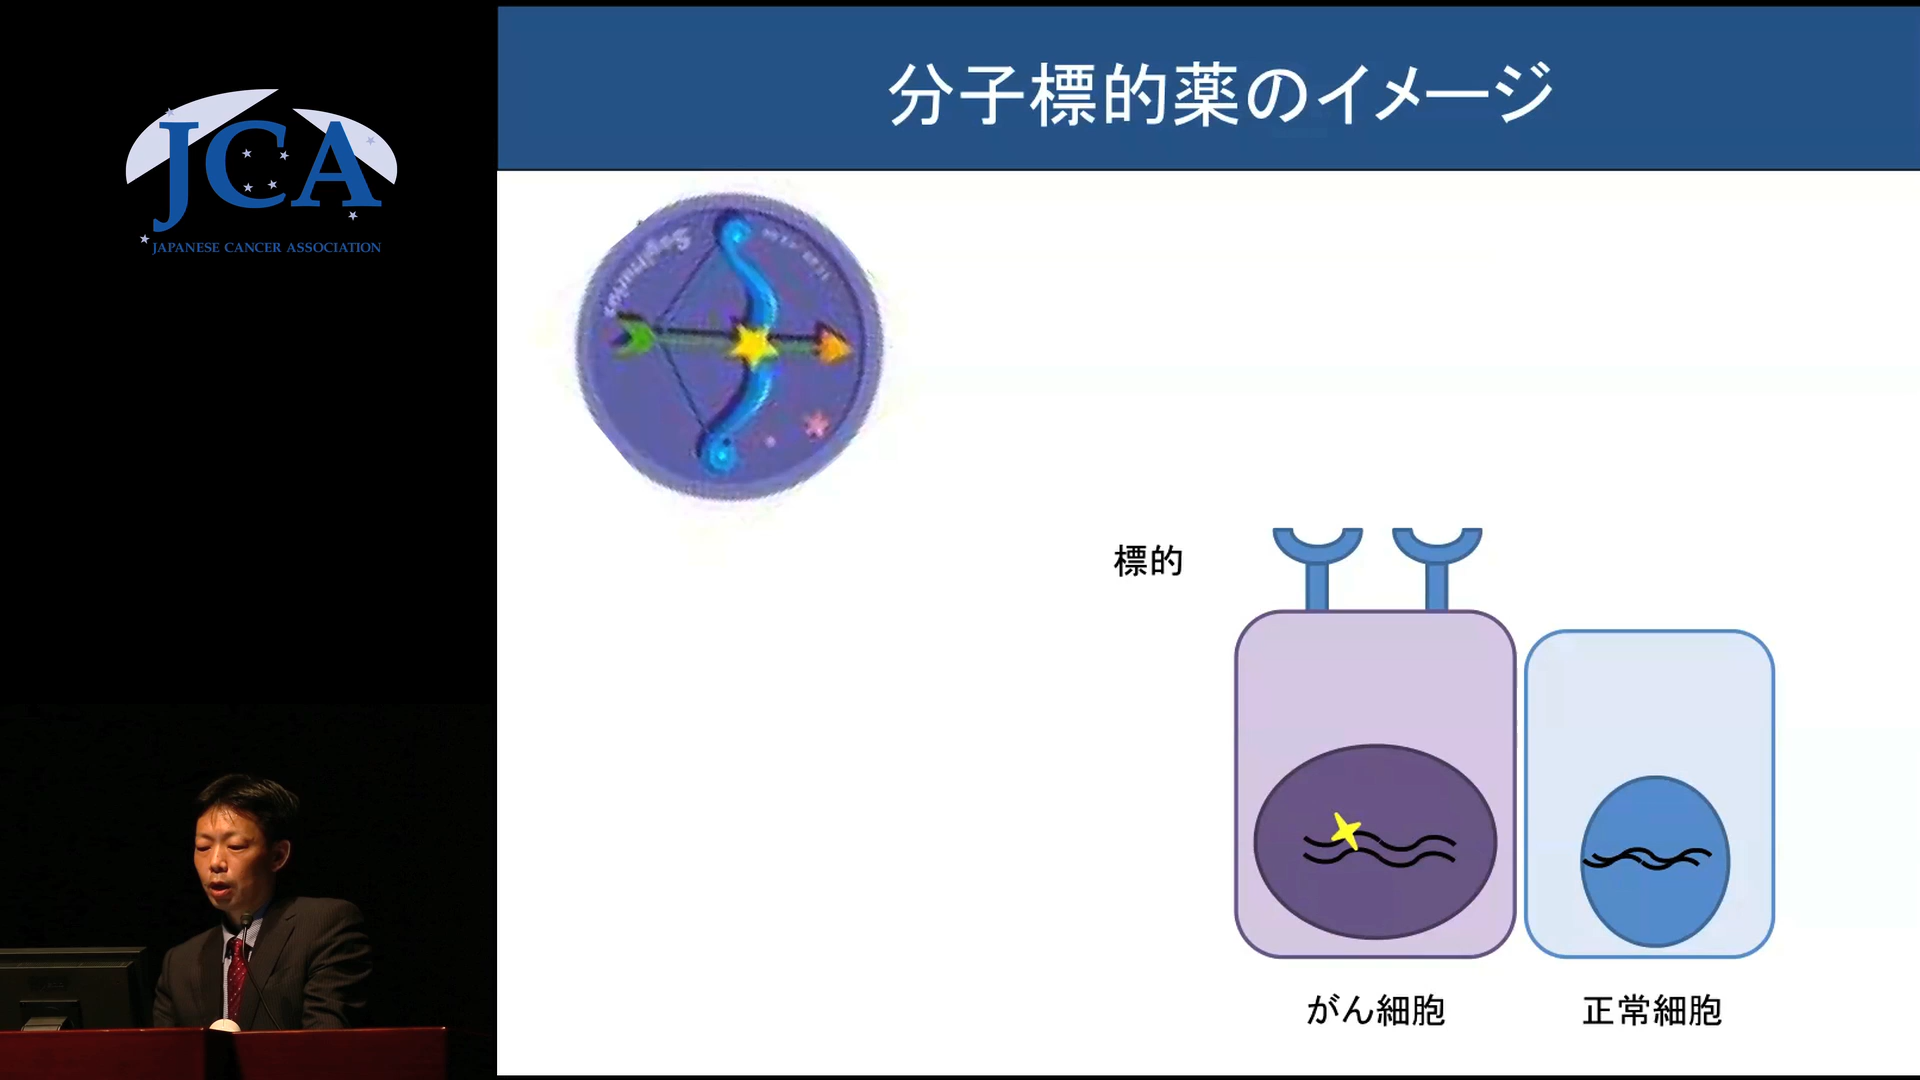 JCA
JAPANESE CANCER ASSOCIATION
分子標的薬のイメージ
Sagittarius
標的
がん細胞
正常細胞